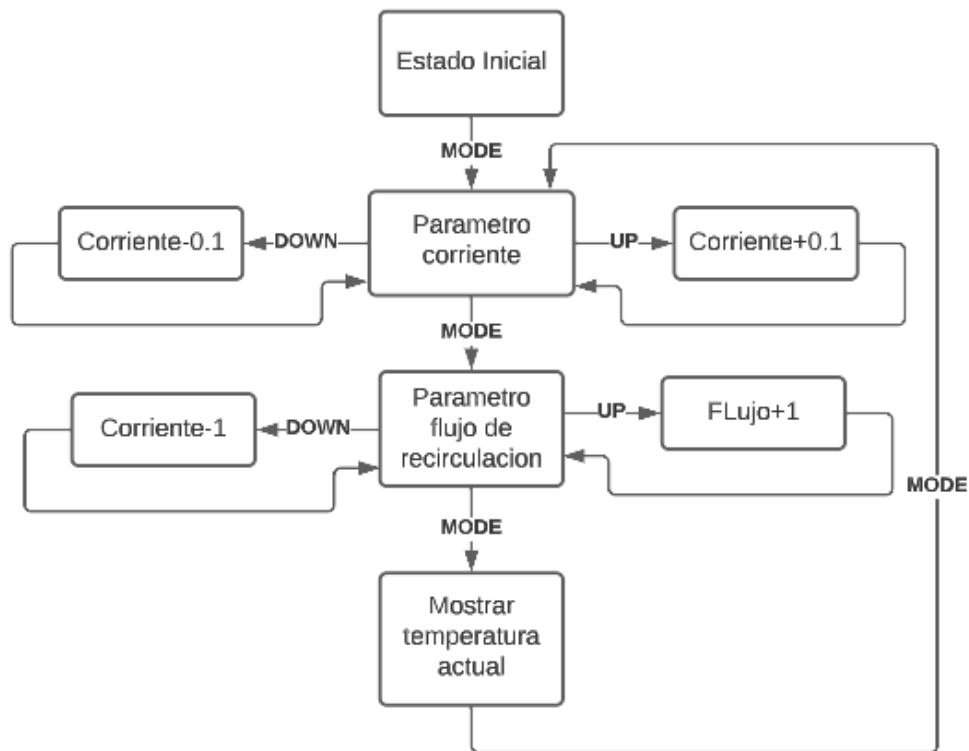 Estado Inicial
MODE
Parametro
corriente
Corriente-0.1
DOWN
UP
Corriente+0.1
MODE
Parametro
flujo de
recirculacion
Corriente-1
DOWN
UP
FLujo+1
MODE
MODE
Mostrar
temperatura
actual